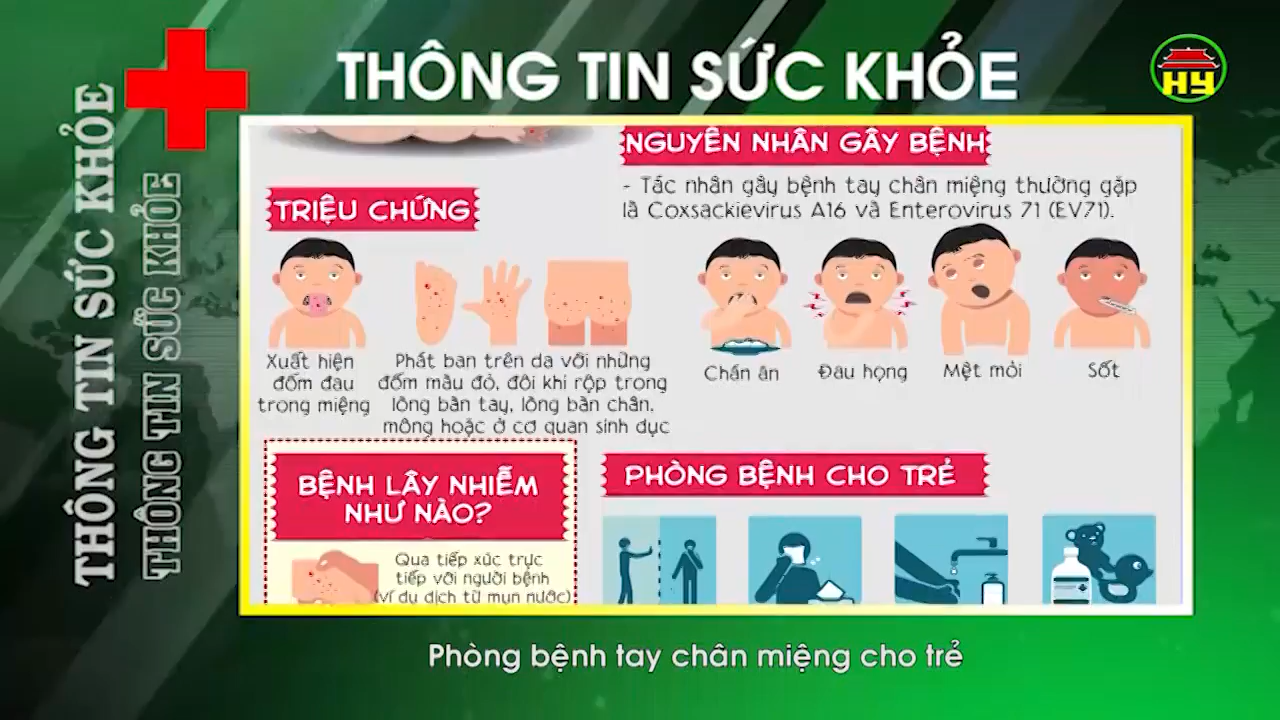 THÔNG TIN SỨC KHỎE
HY
THÔNG TIN SỨC KHỎE
THÔNG TIN SỨC KHỎE
NGUYÊN NHÂN GÂY BỆNH
- Tác nhân gây bệnh tay chân miệng thường gặp
là Coxsackievirus A16 và Enterovirus 71 (EV71).
TRIỆU CHỨNG
Xuất hiện
đốm đau
trong miệng
Phát ban trên da với những
đốm màu đỏ, đôi khi rộp trong
lòng bàn tay, lòng bàn chân,
mông hoặc ở cơ quan sinh dục
Chán ăn
Đau họng
Mệt mỏi
Sốt
BỆNH LÂY NHIỄM
NHƯ NÀO?
Qua tiếp xúc trực
tiếp với người bệnh
(ví dụ dịch từ mụn nước)
PHÒNG BỆNH CHO TRẺ
Phòng bệnh tay chân miệng cho trẻ